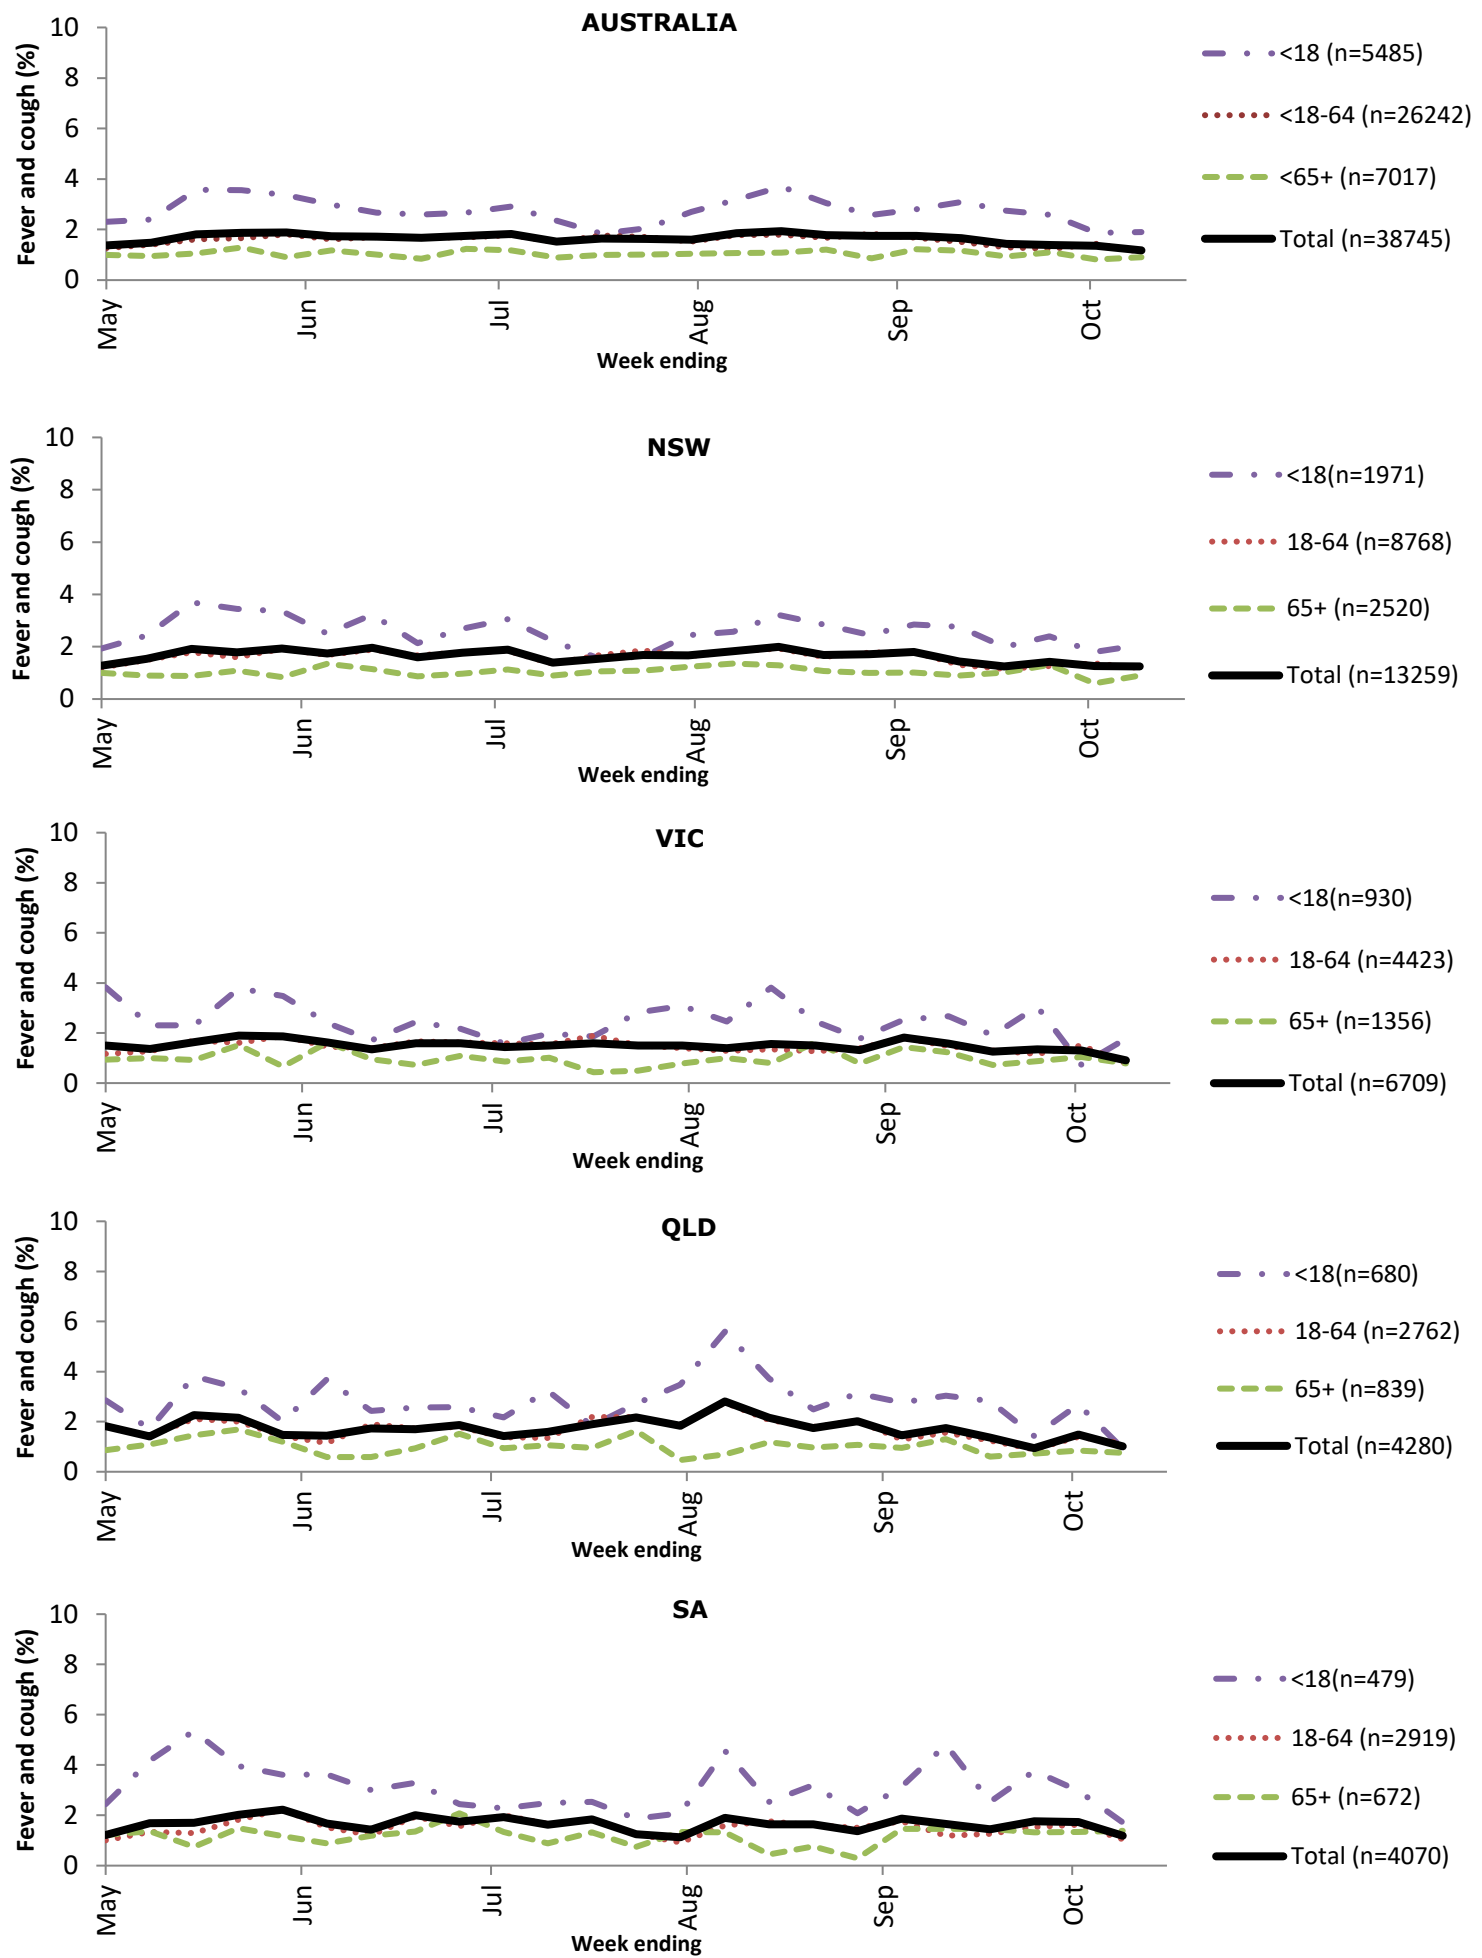 AUSTRALIA
Fever and cough (%)
10
8
6
4
2
0
May
Jun
Jul
Aug
Sep
Oct
Week ending
<18 (n=5485)
<18-64 (n=26242)
<65+ (n=7017)
Total (n=38745)
NSW
Fever and cough (%)
10
8
6
4
2
0
May
Jun
Jul
Aug
Sep
Oct
Week ending
<18(n=1971)
18-64 (n=8768)
65+ (n=2520)
Total (n=13259)
VIC
Fever and cough (%)
10
8
6
4
2
0
May
Jun
Jul
Aug
Sep
Oct
Week ending
<18(n=930)
18-64 (n=4423)
65+ (n=1356)
Total (n=6709)
QLD
Fever and cough (%)
10
8
6
4
2
0
May
Jun
Jul
Aug
Sep
Oct
Week ending
<18(n=680)
18-64 (n=2762)
65+ (n=839)
Total (n=4280)
SA
Fever and cough (%)
10
8
6
4
2
0
May
Jun
Jul
Aug
Sep
Oct
Week ending
<18(n=479)
18-64 (n=2919)
65+ (n=672)
Total (n=4070)